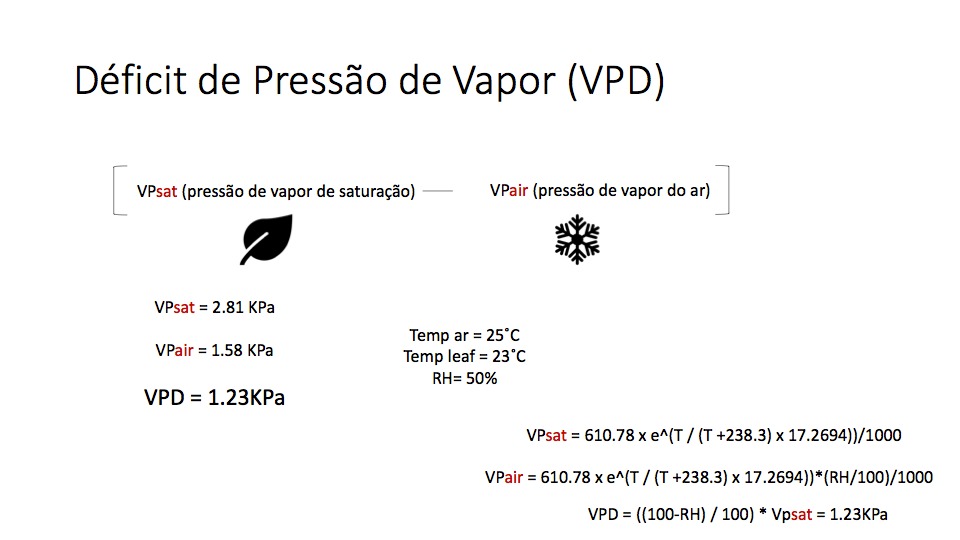 Déficit de Pressão de Vapor (VPD)
VPsat (pressão de vapor de saturação) — VPair (pressão de vapor do ar)
VPsat = 2.81 KPa
VPair = 1.58 KPa
VPD = 1.23KPa
Temp ar = 25˚C
Temp leaf = 23˚C
RH= 50%
VPsat = 610.78 x e^(T / (T +238.3) x 17.2694))/1000
VPair = 610.78 x e^(T / (T +238.3) x 17.2694))*(RH/100)/1000
VPD = ((100-RH) / 100) * Vpsat = 1.23KPa